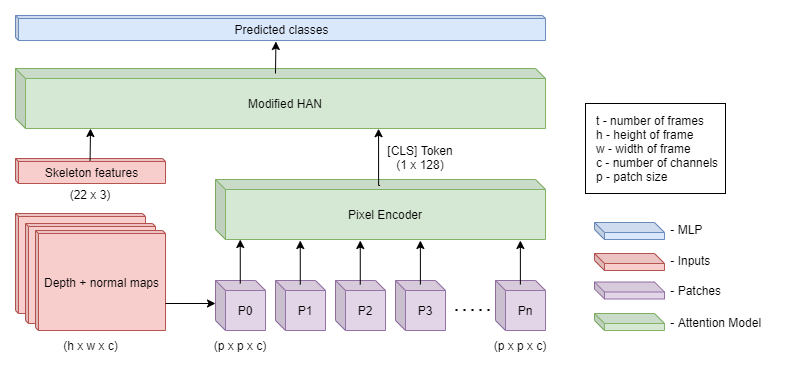 Predicted classes
Modified HAN
[CLS] Token
(1 x 128)
Skeleton features
(22 x 3)
Pixel Encoder
Depth + normal maps
(h x w x c)
P0
P1
P2
P3
.....
Pn
(p x p x c)
(p x p x c)
t - number of frames
h - height of frame
w - width of frame
c - number of channels
p - patch size
- MLP
- Inputs
- Patches
- Attention Model